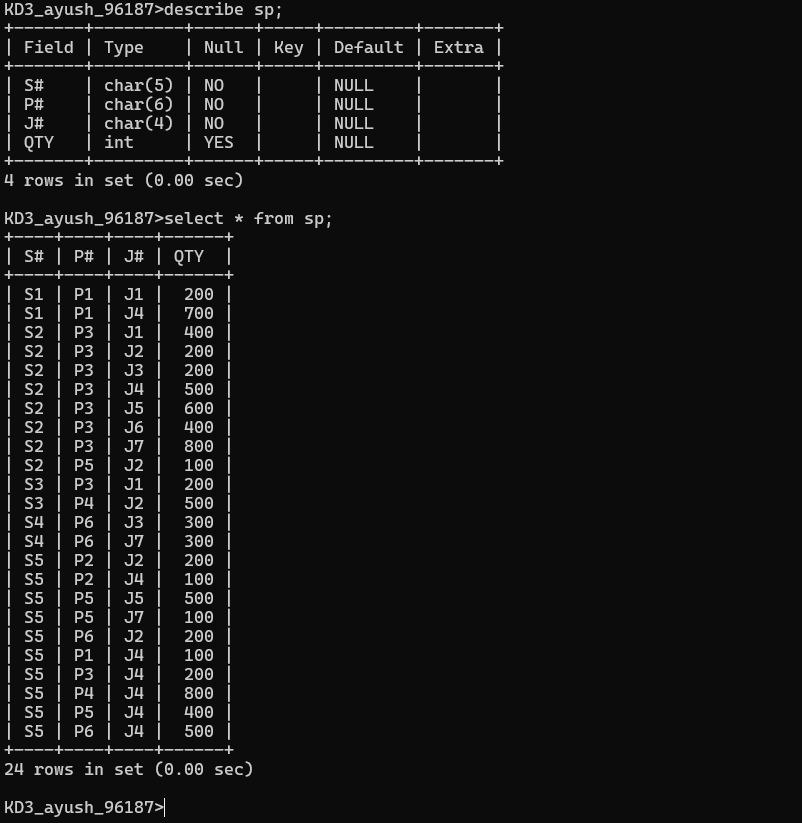 KD3_ayush_96187>describe sp;
+-------+---------+------+-----+---------+-------+
| Field | Type    | Null | Key | Default | Extra |
+-------+---------+------+-----+---------+-------+
| S#    | char(5) | NO   |     | NULL    |       |
| P#    | char(6) | NO   |     | NULL    |       |
| J#    | char(4) | NO   |     | NULL    |       |
| QTY   | int     | YES  |     | NULL    |       |
+-------+---------+------+-----+---------+-------+
4 rows in set (0.00 sec)

KD3_ayush_96187>select * from sp;
+----+----+----+------+
| S# | P# | J# | QTY  |
+----+----+----+------+
| S1 | P1 | J1 |  200 |
| S1 | P1 | J4 |  700 |
| S2 | P3 | J1 |  400 |
| S2 | P3 | J2 |  200 |
| S2 | P3 | J3 |  200 |
| S2 | P3 | J4 |  500 |
| S2 | P3 | J5 |  600 |
| S2 | P3 | J6 |  400 |
| S2 | P3 | J7 |  800 |
| S2 | P5 | J2 |  100 |
| S3 | P3 | J1 |  200 |
| S3 | P4 | J2 |  500 |
| S4 | P6 | J3 |  300 |
| S4 | P6 | J7 |  300 |
| S5 | P2 | J2 |  200 |
| S5 | P2 | J4 |  100 |
| S5 | P5 | J5 |  500 |
| S5 | P5 | J7 |  100 |
| S5 | P6 | J2 |  200 |
| S5 | P1 | J4 |  100 |
| S5 | P3 | J4 |  200 |
| S5 | P4 | J4 |  800 |
| S5 | P5 | J4 |  400 |
| S5 | P6 | J4 |  500 |
+----+----+----+------+
24 rows in set (0.00 sec)

KD3_ayush_96187>